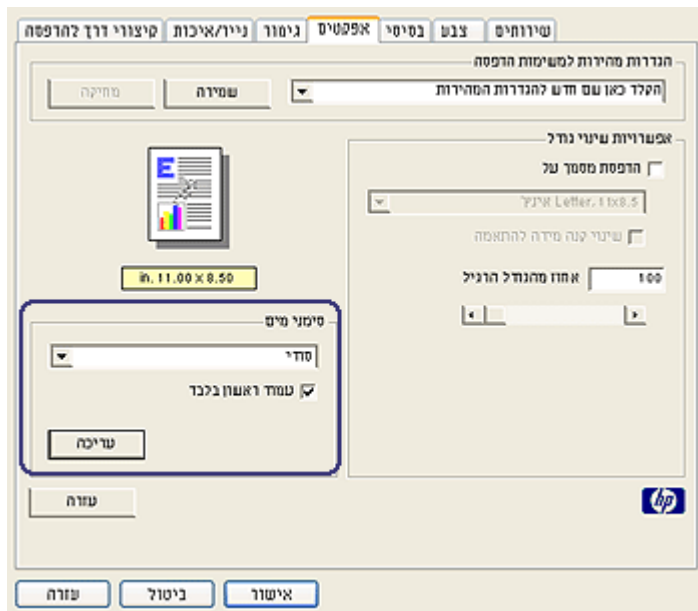 שירותים צבע בסיסי אפקטים גימור נייר/איכות קיצורי דרך להדפסה
הגדרות מהירות למשימות הדפסה
הקלד כאן שם חדש להגדרות המהירות שמירה מחיקה
אפשרויות שינוי גודל
הדפסת מסמך על
Letter, 11x8.5 אינץ'
שינוי קנה מידה להתאמה
100 אחוז מהגודל הרגיל
E
in. 11.00 X 8.50
סימני מים
סודי
עמוד ראשון בלבד
עריכה
עזרה
hp
אישור ביטול עזרה